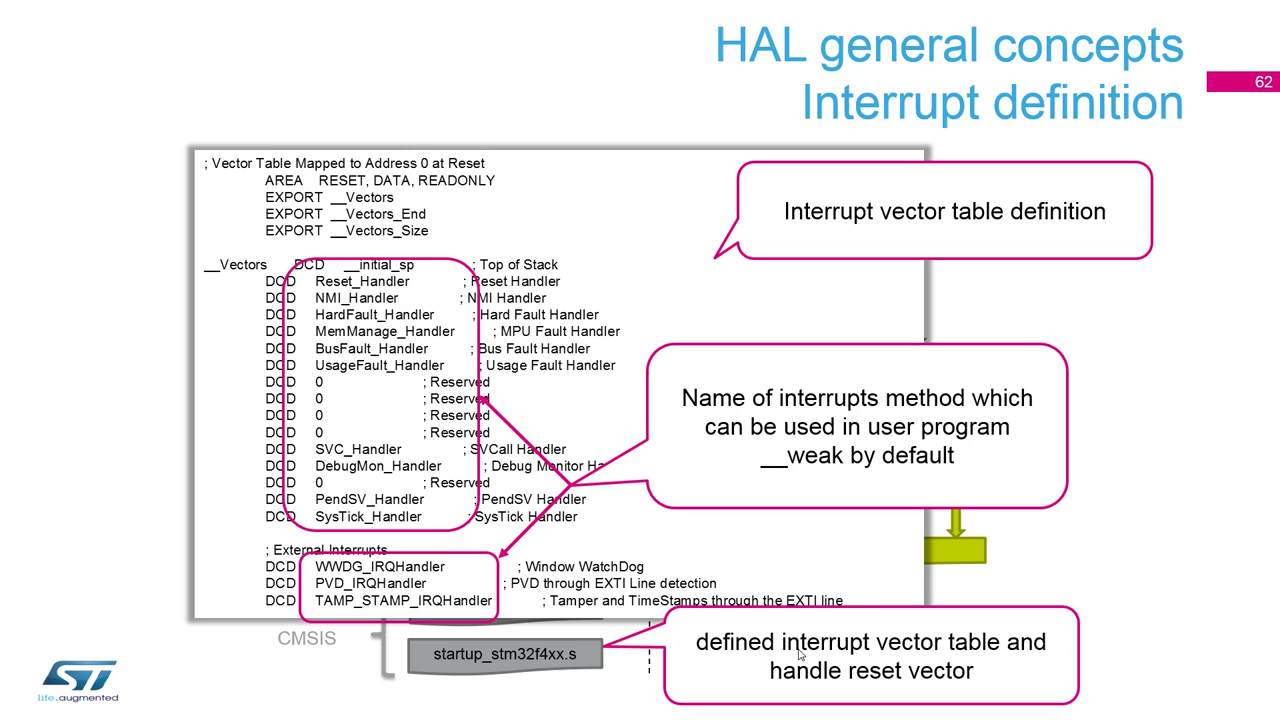 HAL general concepts
Interrupt definition
62
; Vector Table Mapped to Address 0 at Reset
AREA RESET, DATA, READONLY
EXPORT __Vectors
EXPORT __Vectors_End
EXPORT __Vectors_Size
__Vectors DCD __initial_sp ; Top of Stack
DCD Reset_Handler ; Reset Handler
DCD NMI_Handler ; NMI Handler
DCD HardFault_Handler ; Hard Fault Handler
DCD MemManage_Handler ; MPU Fault Handler
DCD BusFault_Handler ; Bus Fault Handler
DCD UsageFault_Handler ; Usage Fault Handler
DCD 0 ; Reserved
DCD 0 ; Reserved
DCD 0 ; Reserved
DCD 0 ; Reserved
DCD SVC_Handler ; SVCall Handler
DCD DebugMon_Handler ; Debug Monitor Ha
DCD 0 ; Reserved
DCD PendSV_Handler ; PendSV Handler
DCD SysTick_Handler ; SysTick Handler
; External Interrupts
DCD WWDG_IRQHandler ; Window WatchDog
DCD PVD_IRQHandler ; PVD through EXTI Line detection
DCD TAMP_STAMP_IRQHandler ; Tamper and TimeStamps through the EXTI line
Interrupt vector table definition
Name of interrupts method which
can be used in user program
__weak by default
CMSIS
startup_stm32f4xx.s
defined interrupt vector table and
handle reset vector
ST
life.augmented